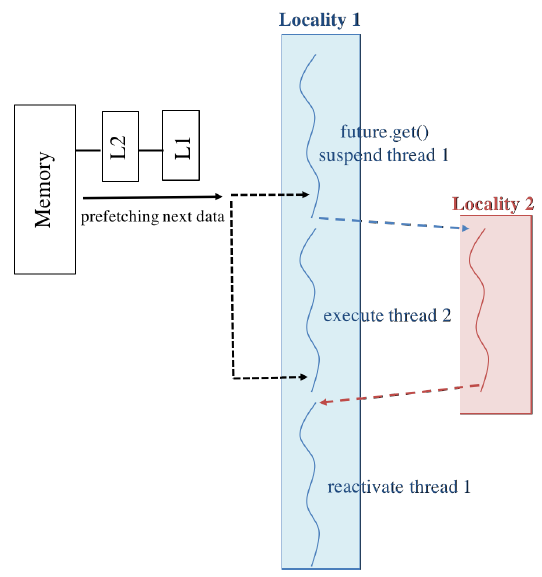 Locality 1
Memory
L2
L1
future.get()
suspend thread 1
prefetching next data
Locality 2
execute thread 2
reactivate thread 1